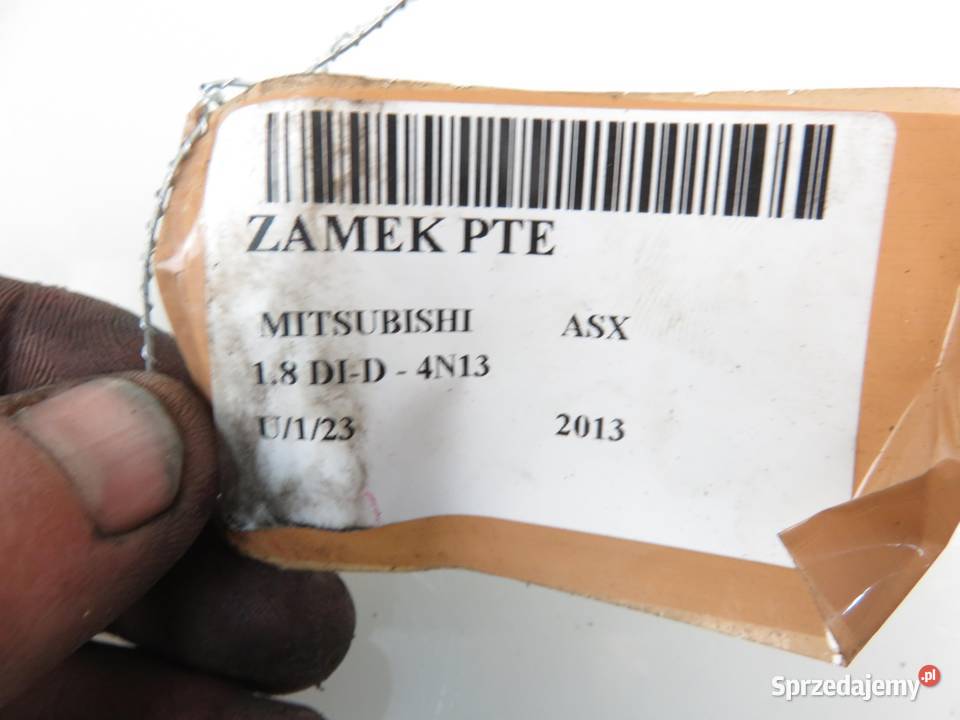 ZAMEK PTE
MITSUBISHI ASX
1.8 DI-D - 4N13
U/1/23 2013
Sprzedajemy.pl